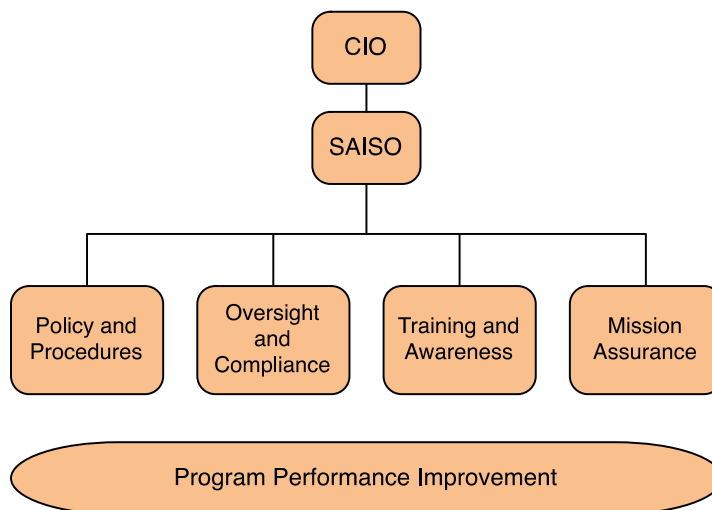 CIO
SAISO
Policy and
Procedures
Oversight
and
Compliance
Training and
Awareness
Mission
Assurance
Program Performance Improvement